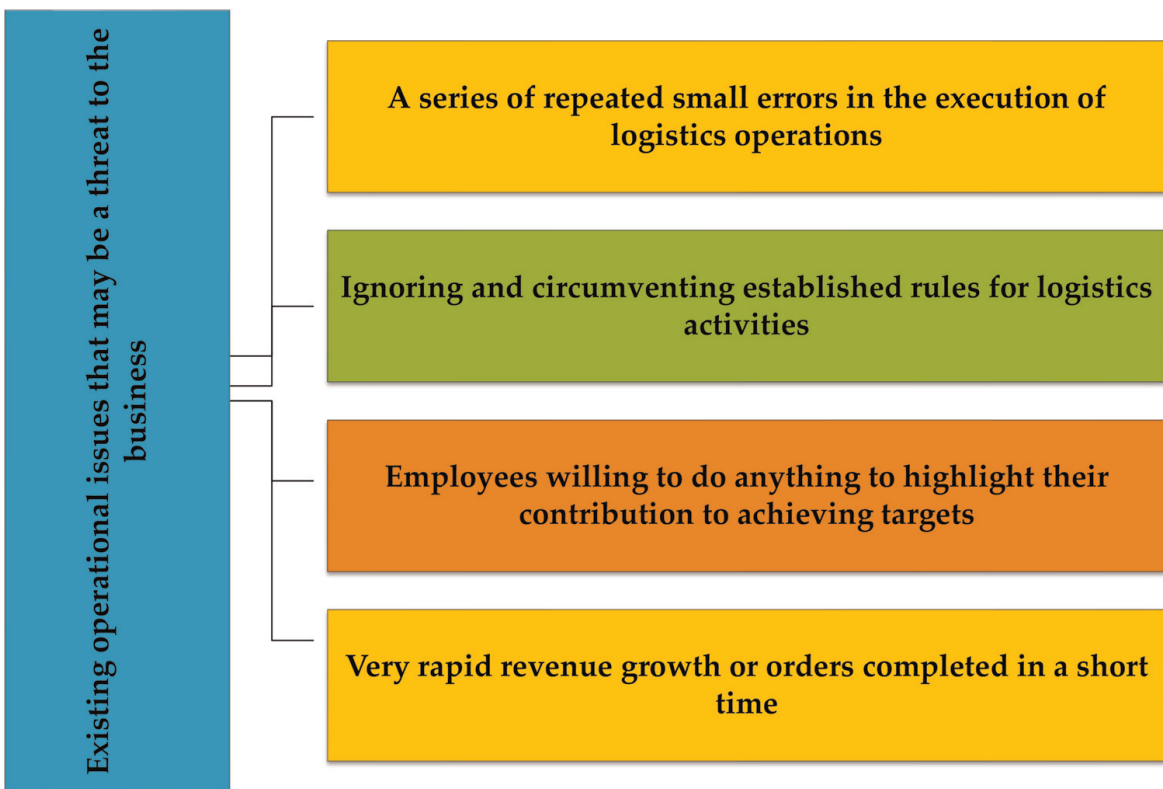 Existing operational issues that may be a threat to the
business
A series of repeated small errors in the execution of
logistics operations
Ignoring and circumventing established rules for logistics
activities
Employees willing to do anything to highlight their
contribution to achieving targets
Very rapid revenue growth or orders completed in a short
time